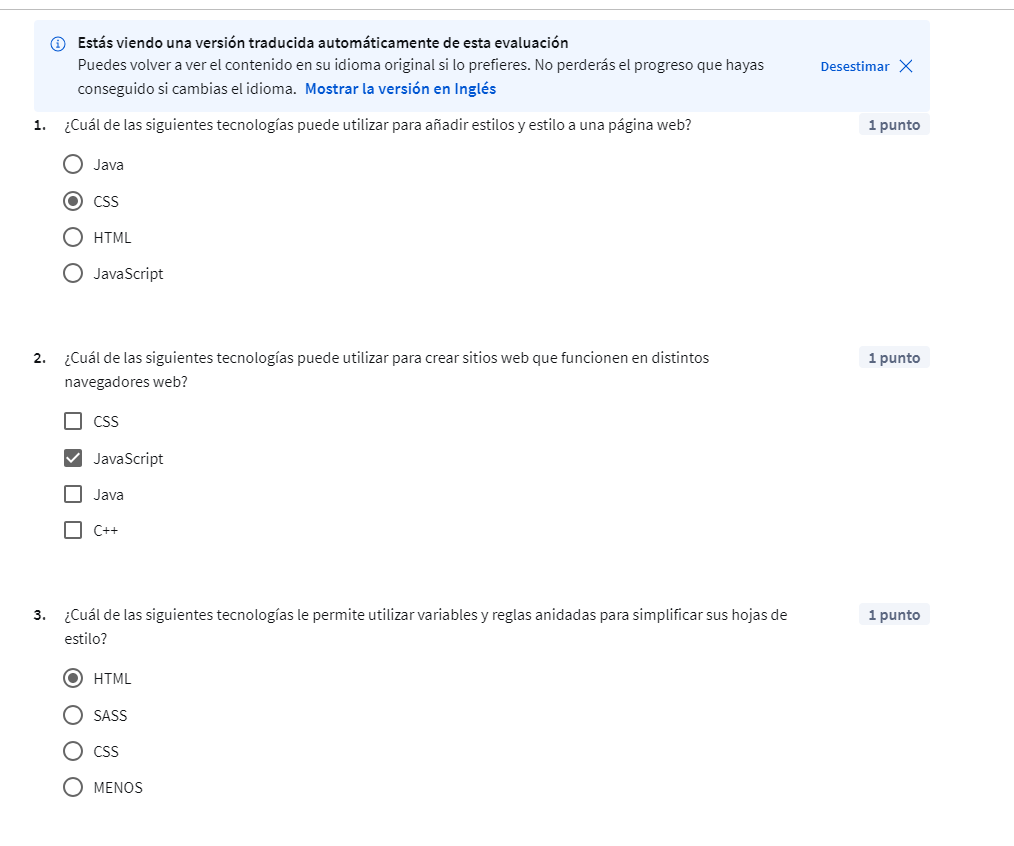 Estás viendo una versión traducida automáticamente de esta evaluación
Puedes volver a ver el contenido en su idioma original si lo prefieres. No perderás el progreso que hayas
conseguido si cambias el idioma. Mostrar la versión en Inglés
Desestimar
1. ¿Cuál de las siguientes tecnologías puede utilizar para añadir estilos y estilo a una página web?
1 punto
Java
CSS
HTML
JavaScript
2. ¿Cuál de las siguientes tecnologías puede utilizar para crear sitios web que funcionen en distintos
navegadores web?
1 punto
CSS
JavaScript
Java
C++
3. ¿Cuál de las siguientes tecnologías le permite utilizar variables y reglas anidadas para simplificar sus hojas de
estilo?
1 punto
HTML
SASS
CSS
MENOS